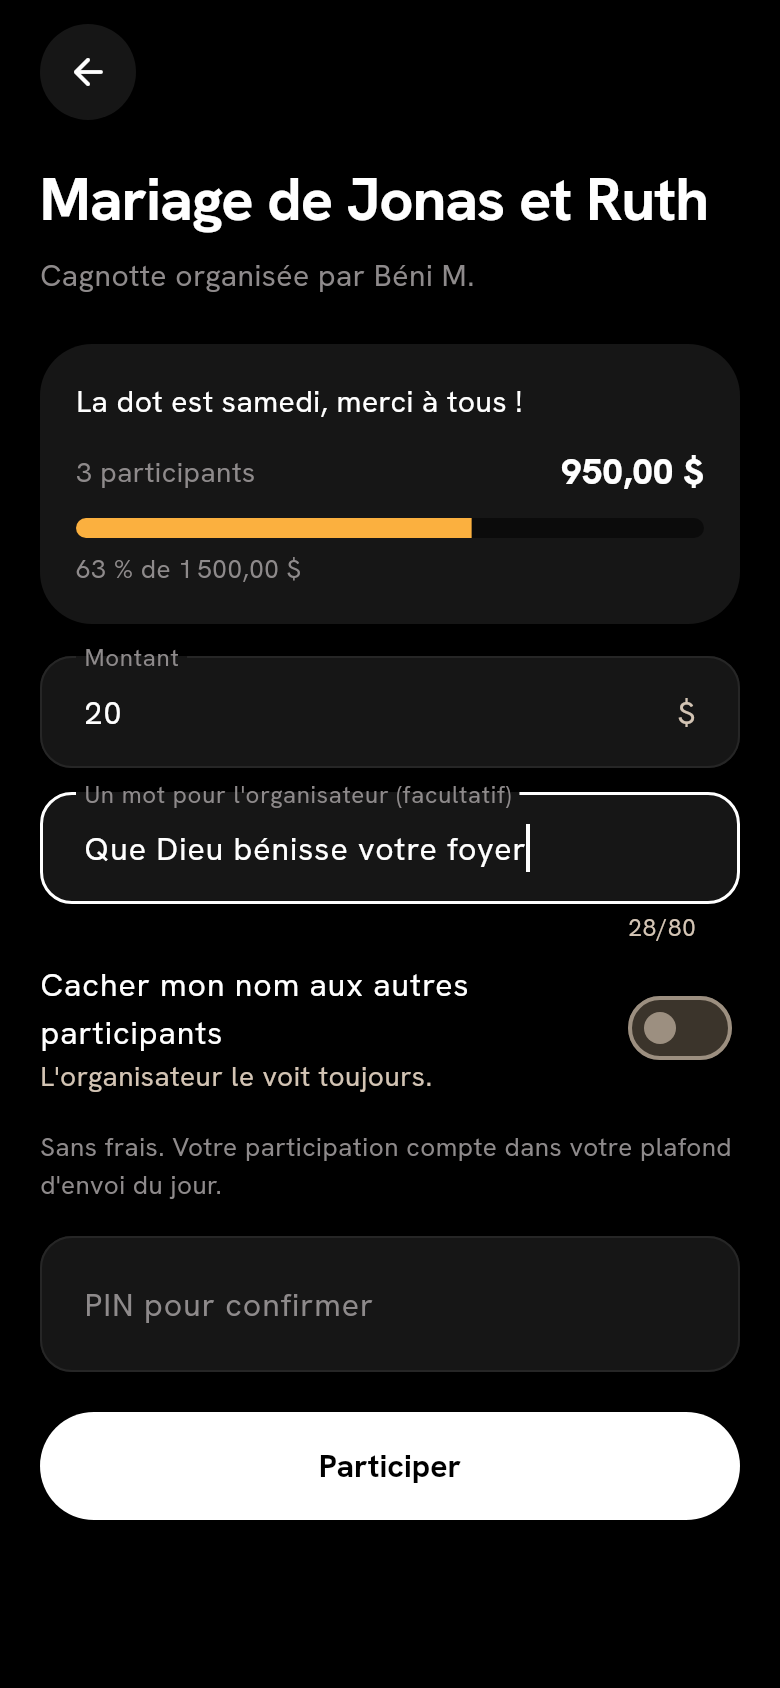 Mariage de Jonas et Ruth
Cagnotte organisée par Béni M.
La dot est samedi, merci à tous !
3 participants
950,00 $
63 % de 1 500,00 $
Montant
20
$
Un mot pour l'organisateur (facultatif)
Que Dieu bénisse votre foyer
28/80
Cacher mon nom aux autres
participants
L'organisateur le voit toujours.
Sans frais. Votre participation compte dans votre plafond
d'envoi du jour.
PIN pour confirmer
Participer